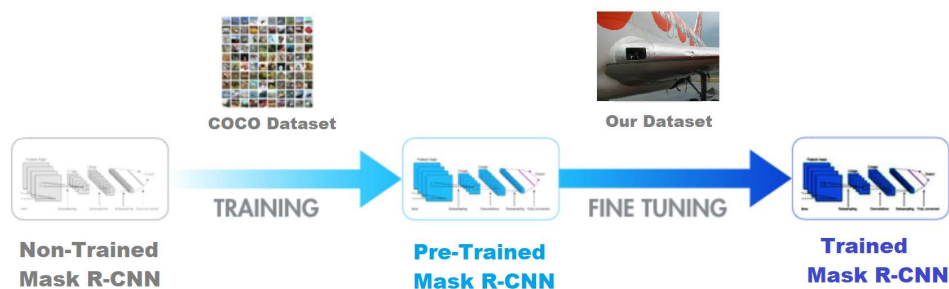 COCO Dataset
Our Dataset
TRAINING
FINE TUNING
Non-Trained
Mask R-CNN
Pre-Trained
Mask R-CNN
Trained
Mask R-CNN